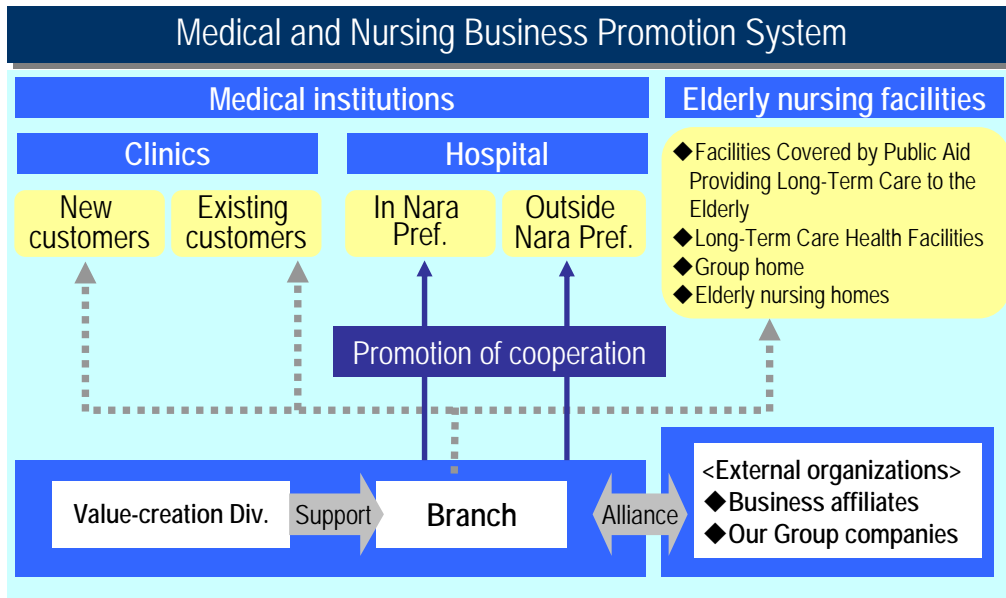 Medical and Nursing Business Promotion System
Medical institutions
Elderly nursing facilities
Clinics
Hospital
New
customers
Existing
customers
In Nara
Pref.
Outside
Nara Pref.
◆Facilities Covered by Public Aid
Providing Long-Term Care to the
Elderly
◆Long-Term Care Health Facilities
◆Group home
◆Elderly nursing homes
Promotion of cooperation
Value-creation Div.
Support
Branch
Alliance
<External organizations>
◆Business affiliates
◆Our Group companies